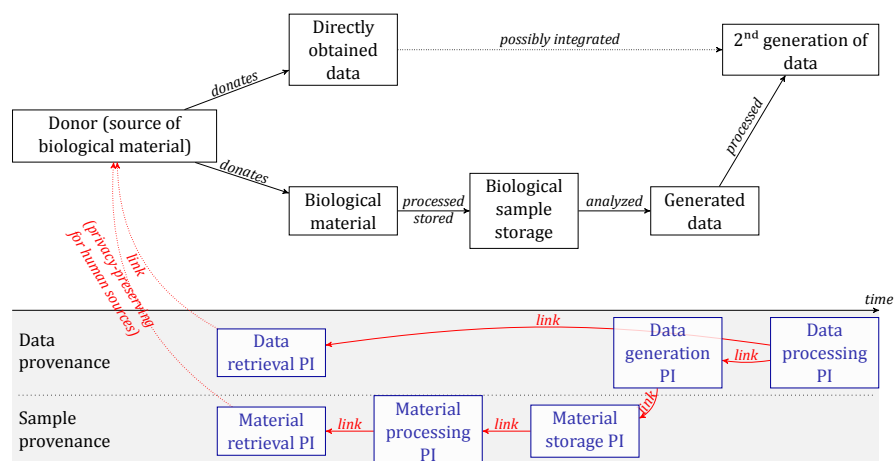 Directly
obtained
data
possibly integrated
2nd generation of
data
donates
Donor (source of
biological material)
processed
donates
Biological
material
processed
stored
Biological
sample
storage
analyzed
Generated
data
link
(privacy-preserving
for human sources)
time
Data
provenance
Data
retrieval PI
link
Data
generation
PI
link
Data
processing
PI
Sample
provenance
Material
retrieval PI
link
Material
processing
PI
link
Material
storage PI
link